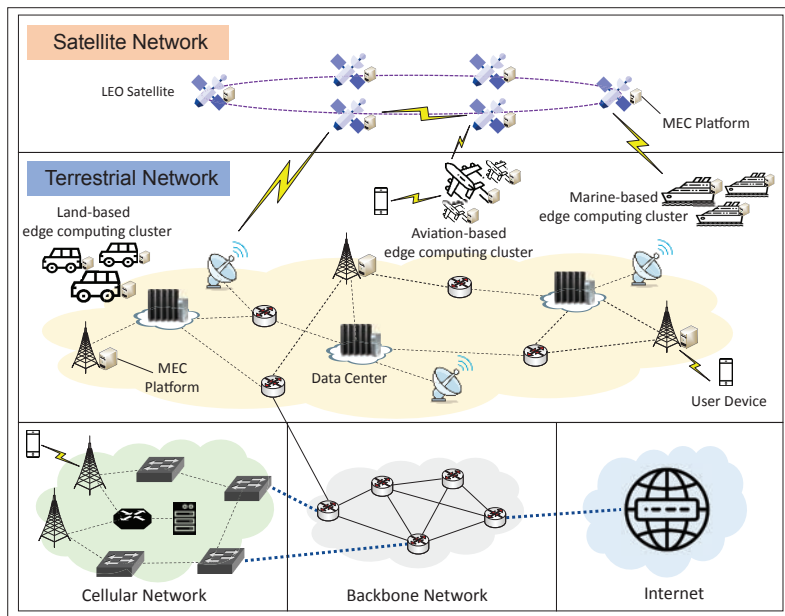 Satellite Network
LEO Satellite
MEC Platform
Terrestrial Network
Land-based
edge computing cluster
Aviation-based
edge computing cluster
Marine-based
edge computing cluster
MEC
Platform
Data Center
User Device
Cellular Network
Backbone Network
Internet